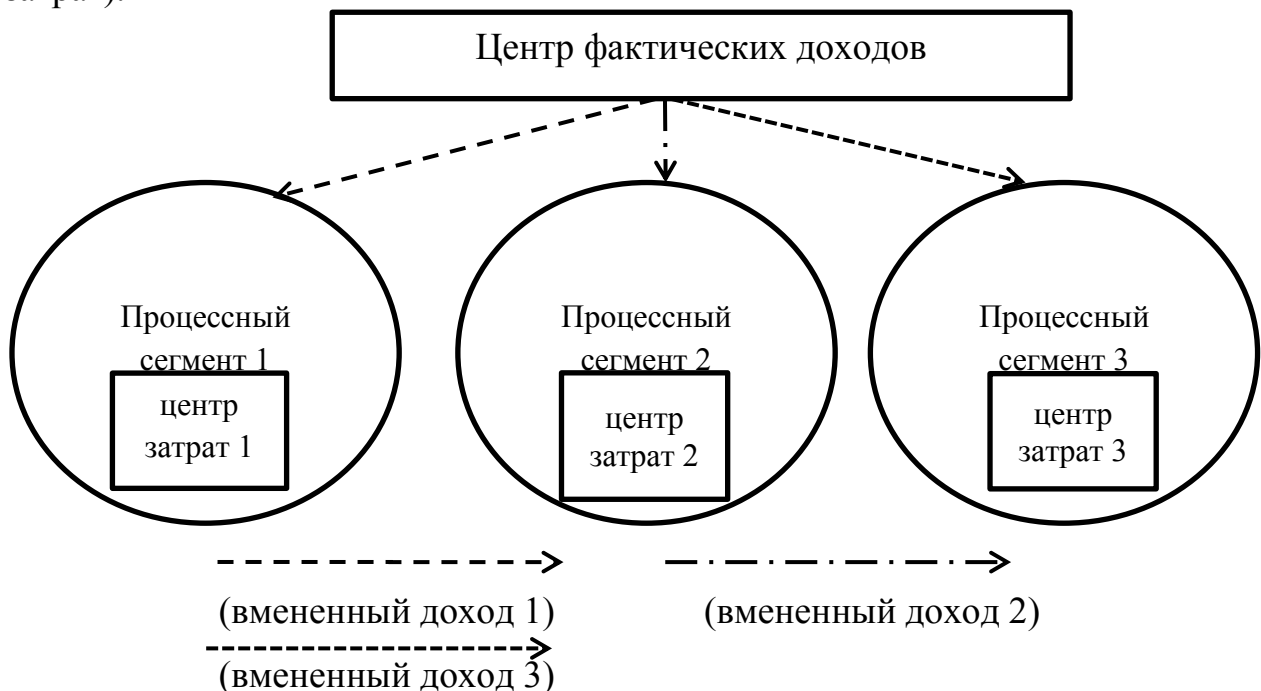 Центр фактических доходов
Процессный
сегмент 1
центр
затрат 1
Процессный
сегмент 2
центр
затрат 2
Процессный
сегмент 3
центр
затрат 3
(вмененный доход 1)
(вмененный доход 2)
(вмененный доход 3)